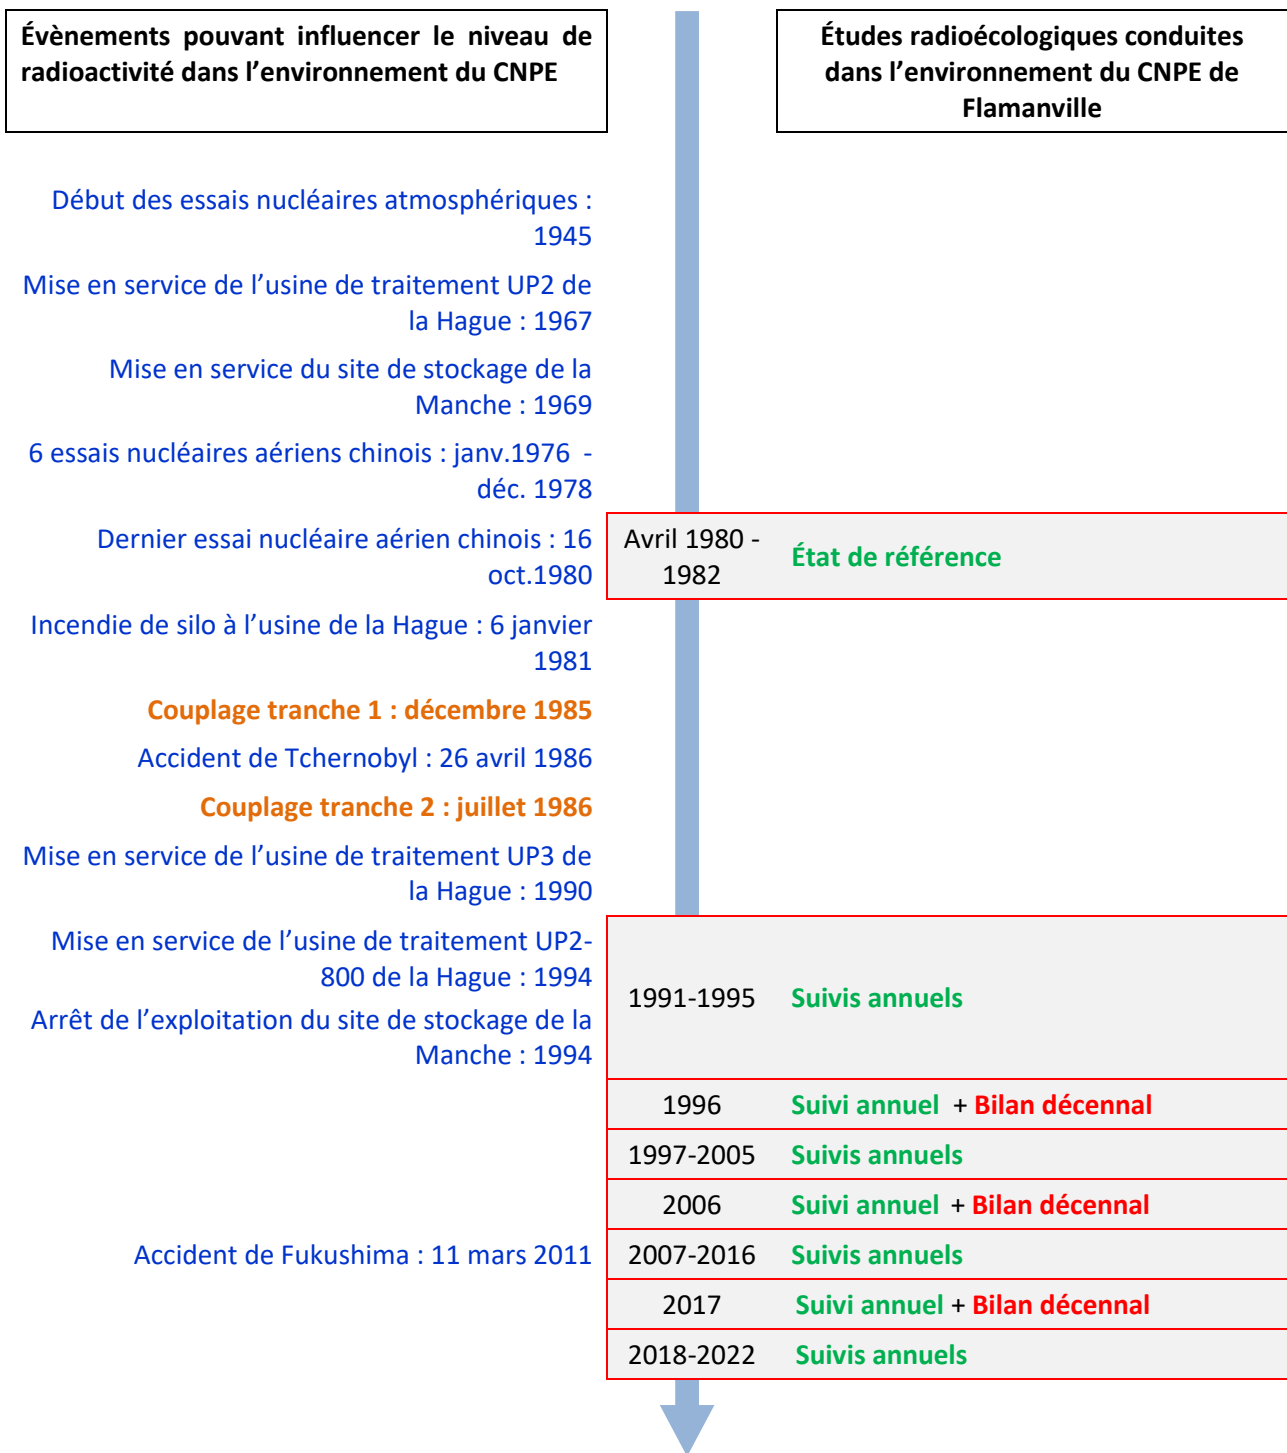 Évènements pouvant influencer le niveau de
radioactivité dans l’environnement du CNPE
Études radioécologiques conduites
dans l’environnement du CNPE de
Flamanville
Début des essais nucléaires atmosphériques :
1945
Mise en service de l’usine de traitement UP2 de
la Hague : 1967
Mise en service du site de stockage de la
Manche : 1969
6 essais nucléaires aériens chinois : janv.1976 -
déc. 1978
Dernier essai nucléaire aérien chinois : 16
oct.1980
Avril 1980 -
1982
État de référence
Incendie de silo à l’usine de la Hague : 6 janvier
1981
Couplage tranche 1 : décembre 1985
Accident de Tchernobyl : 26 avril 1986
Couplage tranche 2 : juillet 1986
Mise en service de l’usine de traitement UP3 de
la Hague : 1990
Mise en service de l’usine de traitement UP2-
800 de la Hague : 1994
Arrêt de l’exploitation du site de stockage de la
Manche : 1994
1991-1995 Suivis annuels
1996 Suivi annuel + Bilan décennal
1997-2005 Suivis annuels
2006 Suivi annuel + Bilan décennal
Accident de Fukushima : 11 mars 2011
2007-2016 Suivis annuels
2017 Suivi annuel + Bilan décennal
2018-2022 Suivis annuels